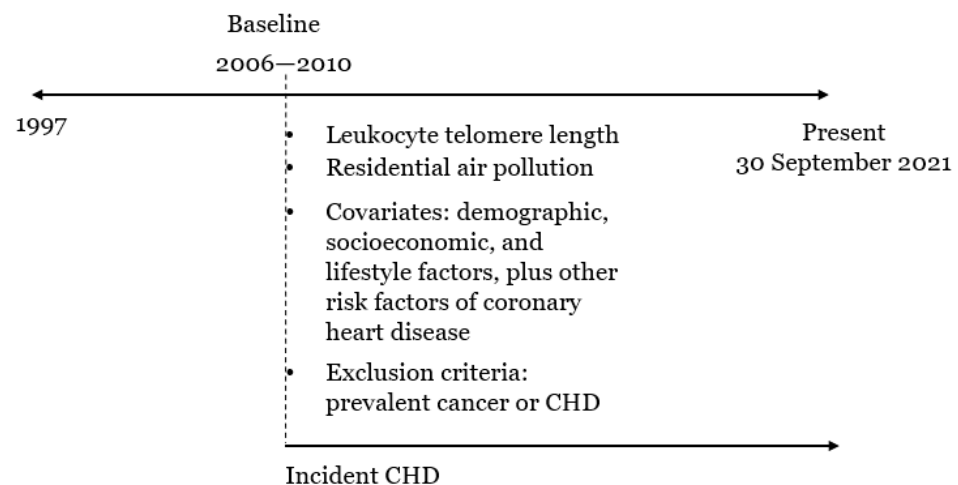 Baseline
2006—2010
1997
Present
30 September 2021
• Leukocyte telomere length
• Residential air pollution
• Covariates: demographic,
socioeconomic, and
lifestyle factors, plus other
risk factors of coronary
heart disease
• Exclusion criteria:
prevalent cancer or CHD
Incident CHD